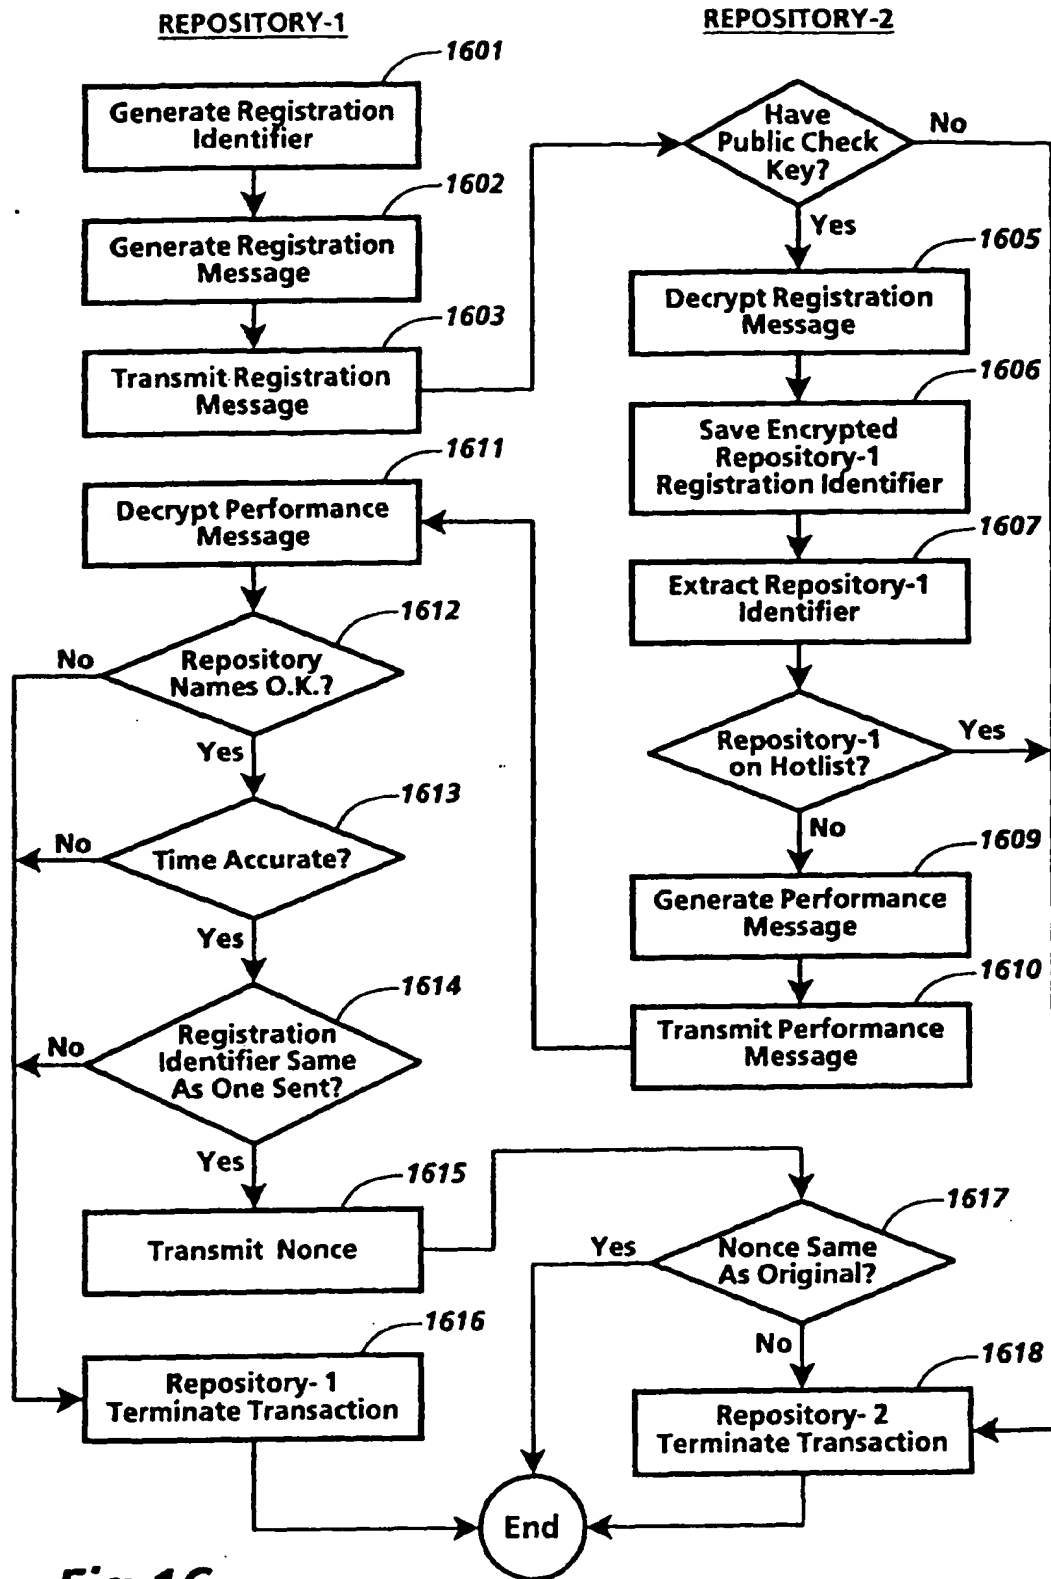 REPOSITORY-1
1601
Generate Registration
Identifier
1602
Generate Registration
Message
1603
Transmit Registration
Message
1611
Decrypt Performance
Message
1612
Repository
Names O.K.?
No
Yes
1613
Time Accurate?
No
Yes
1614
Registration
Identifier Same
As One Sent?
No
Yes
1615
Transmit Nonce
1616
Repository- 1
Terminate Transaction
REPOSITORY-2
Have
Public Check
Key?
No
Yes
1605
Decrypt Registration
Message
1606
Save Encrypted
Repository-1
Registration Identifier
1607
Extract Repository-1
Identifier
Repository-1
on Hotlist?
Yes
No
1609
Generate Performance
Message
1610
Transmit Performance
Message
1617
Nonce Same
As Original?
Yes
No
1618
Repository- 2
Terminate Transaction
End